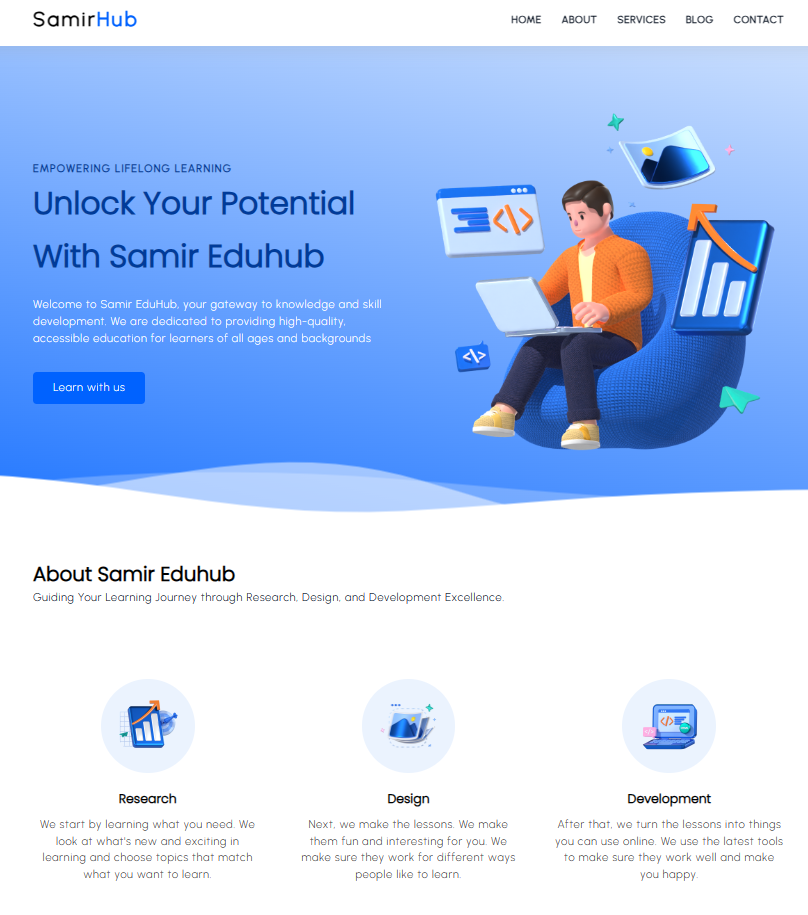 SamirHub
HOME ABOUT SERVICES BLOG CONTACT
EMPOWERING LIFELONG LEARNING
Unlock Your Potential
With Samir Eduhub
Welcome to Samir EduHub, your gateway to knowledge and skill
development. We are dedicated to providing high-quality,
accessible education for learners of all ages and backgrounds
Learn with us
</>
</>
About Samir Eduhub
Guiding Your Learning Journey through Research, Design, and Development Excellence.
Research
We start by learning what you need. We
look at what's new and exciting in
learning and choose topics that match
what you want to learn.
Design
Next, we make the lessons. We make
them fun and interesting for you. We
make sure they work for different ways
people like to learn.
Development
After that, we turn the lessons into things
you can use online. We use the latest tools
to make sure they work well and make
you happy.